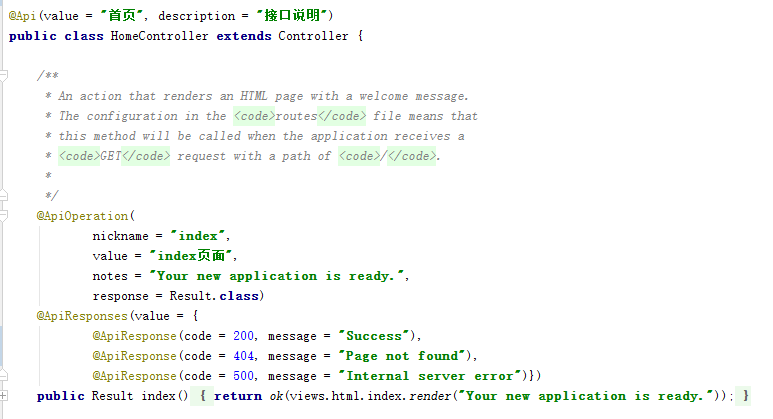 @Api(value = "首页", description = "接口说明")
public class HomeController extends Controller {
/**
* An action that renders an HTML page with a welcome message.
* The configuration in the <code>routes</code> file means that
* this method will be called when the application receives a
* <code>GET</code> request with a path of <code>/</code>.
*
*/
@ApiOperation(
nickname = "index",
value = "index页面",
notes = "Your new application is ready.",
response = Result.class)
@ApiResponses(value = {
@ApiResponse(code = 200, message = "Success"),
@ApiResponse(code = 404, message = "Page not found"),
@ApiResponse(code = 500, message = "Internal server error")})
public Result index() { return ok(views.html.index.render("Your new application is ready.")); }